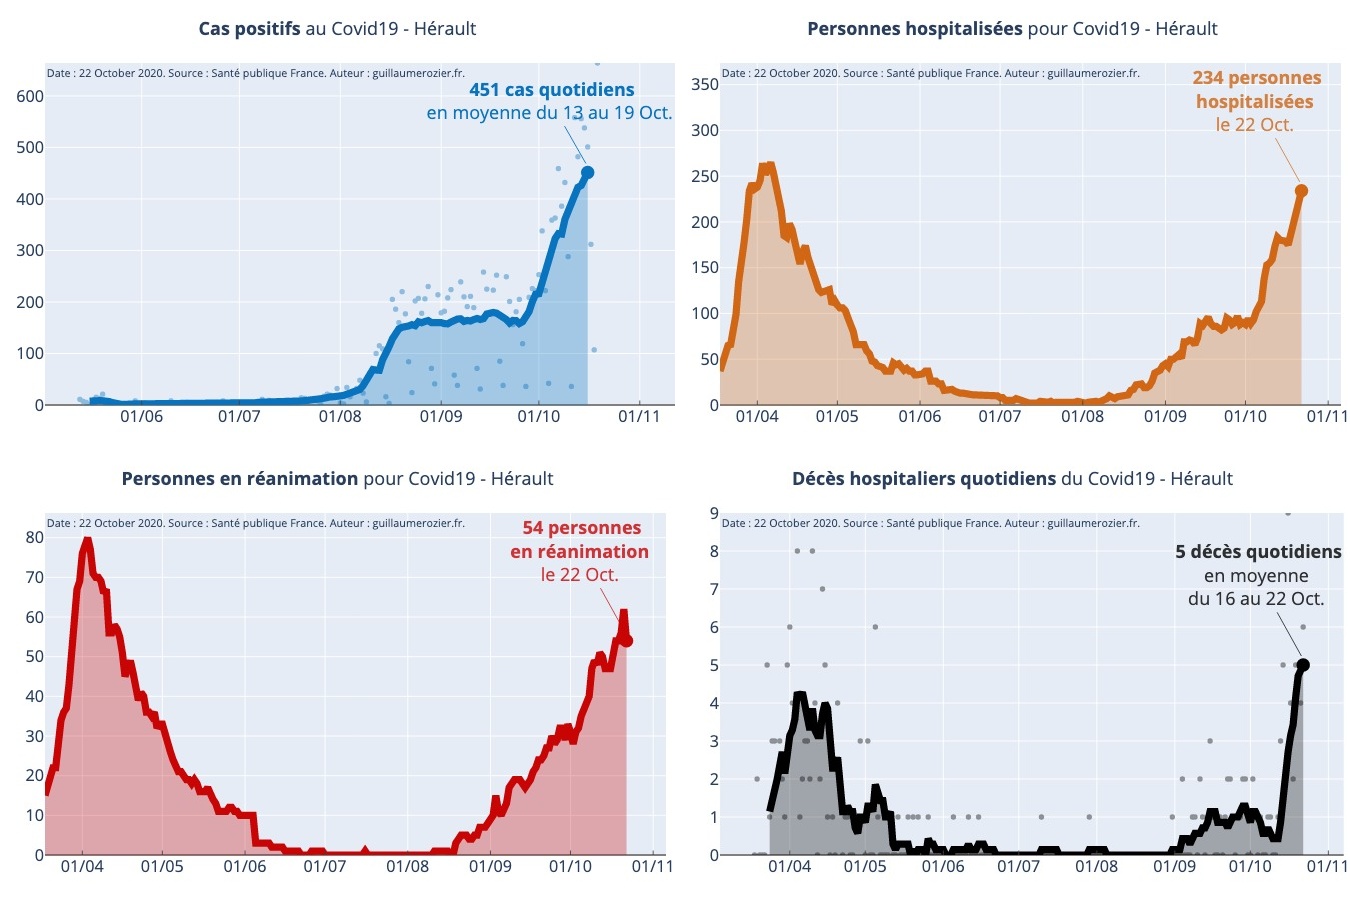 Cas positifs au Covid19 - Hérault
Date : 22 October 2020. Source : Santé publique France. Auteur : guillaumerozier.fr.
451 cas quotidiens
en moyenne du 13 au 19 Oct.
600
500
400
300
200
100
0
01/06 01/07 01/08 01/09 01/10 01/11
Personnes hospitalisées pour Covid19 - Hérault
Date : 22 October 2020. Source : Santé publique France. Auteur : guillaumerozier.fr.
234 personnes
hospitalisées
le 22 Oct.
350
300
250
200
150
100
50
0
01/04 01/05 01/06 01/07 01/08 01/09 01/10 01/11
Personnes en réanimation pour Covid19 - Hérault
Date : 22 October 2020. Source : Santé publique France. Auteur : guillaumerozier.fr.
54 personnes
en réanimation
le 22 Oct.
80
70
60
50
40
30
20
10
0
01/04 01/05 01/06 01/07 01/08 01/09 01/10 01/11
Décès hospitaliers quotidiens du Covid19 - Hérault
Date : 22 October 2020. Source : Santé publique France. Auteur : guillaumerozier.fr.
5 décès quotidiens
en moyenne
du 16 au 22 Oct.
9
8
7
6
5
4
3
2
1
0
01/04 01/05 01/06 01/07 01/08 01/09 01/10 01/11